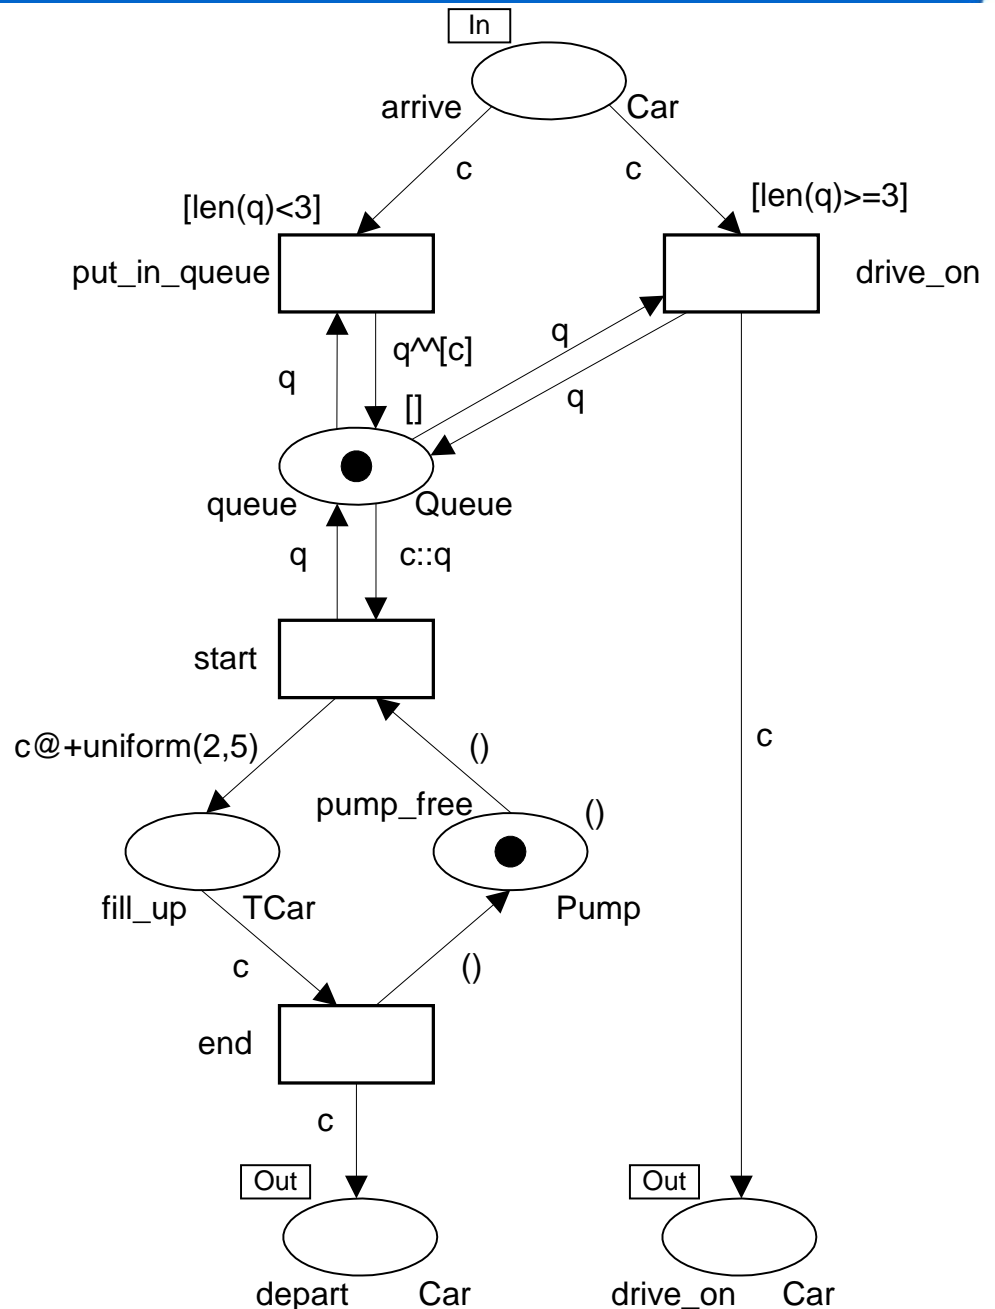 In
arrive
Car
c
c
[len(q)<3]
[len(q)>=3]
put_in_queue
drive_on
q
q^^[c]
q
q
[]
queue
Queue
q
c::q
start
c@+uniform(2,5)
()
c
pump_free
()
fill_up
TCar
Pump
c
()
end
c
Out
Out
depart
Car
drive_on
Car